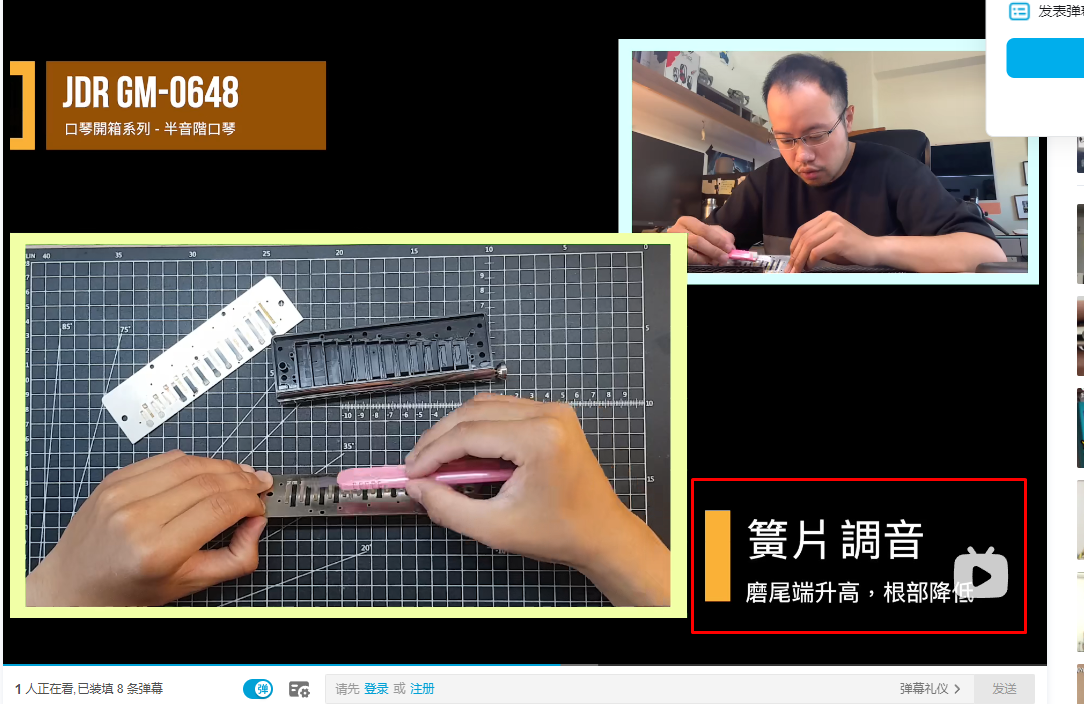 发表弹
JDR GM-0648
口琴開箱系列 - 半音階口琴
簧片調音
磨尾端升高，根部降低
1 人正在看,已装填 8 条弹幕
弹
请先 登录 或 注册
弹幕礼仪 >
发送